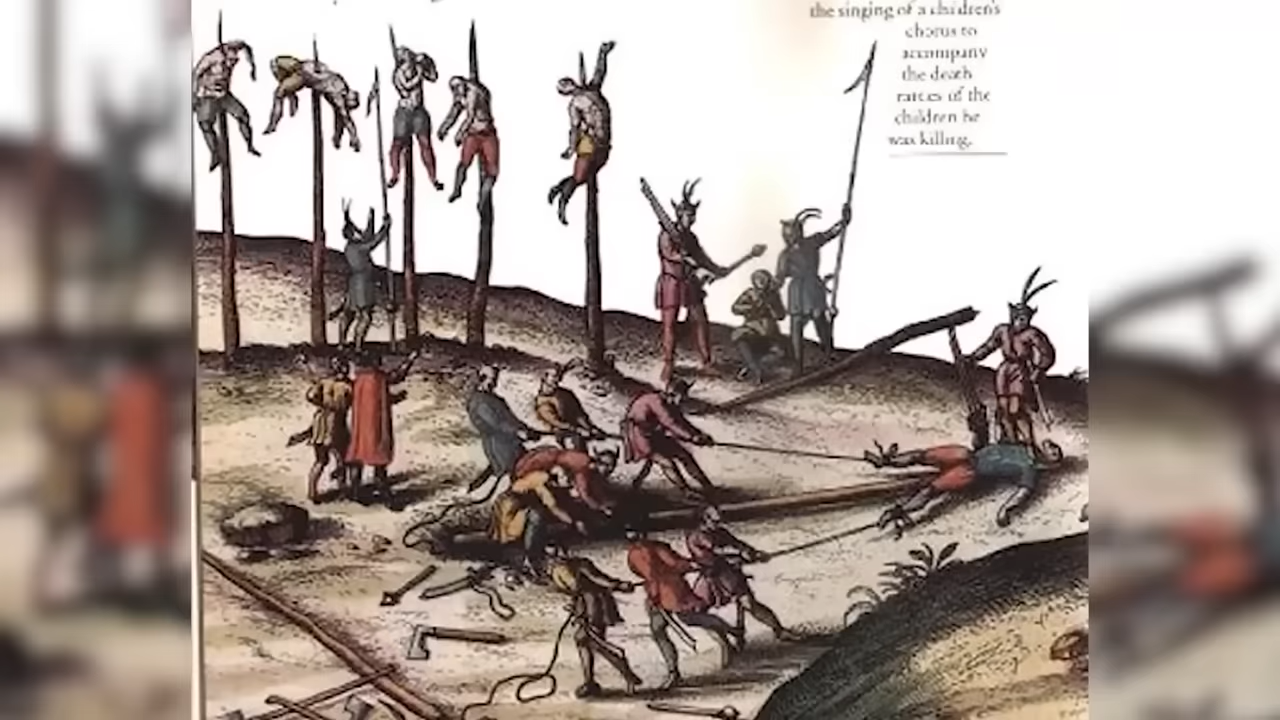 the singing of a children's
chorus to
accompany
the death
rattles of the
children he
was killing.